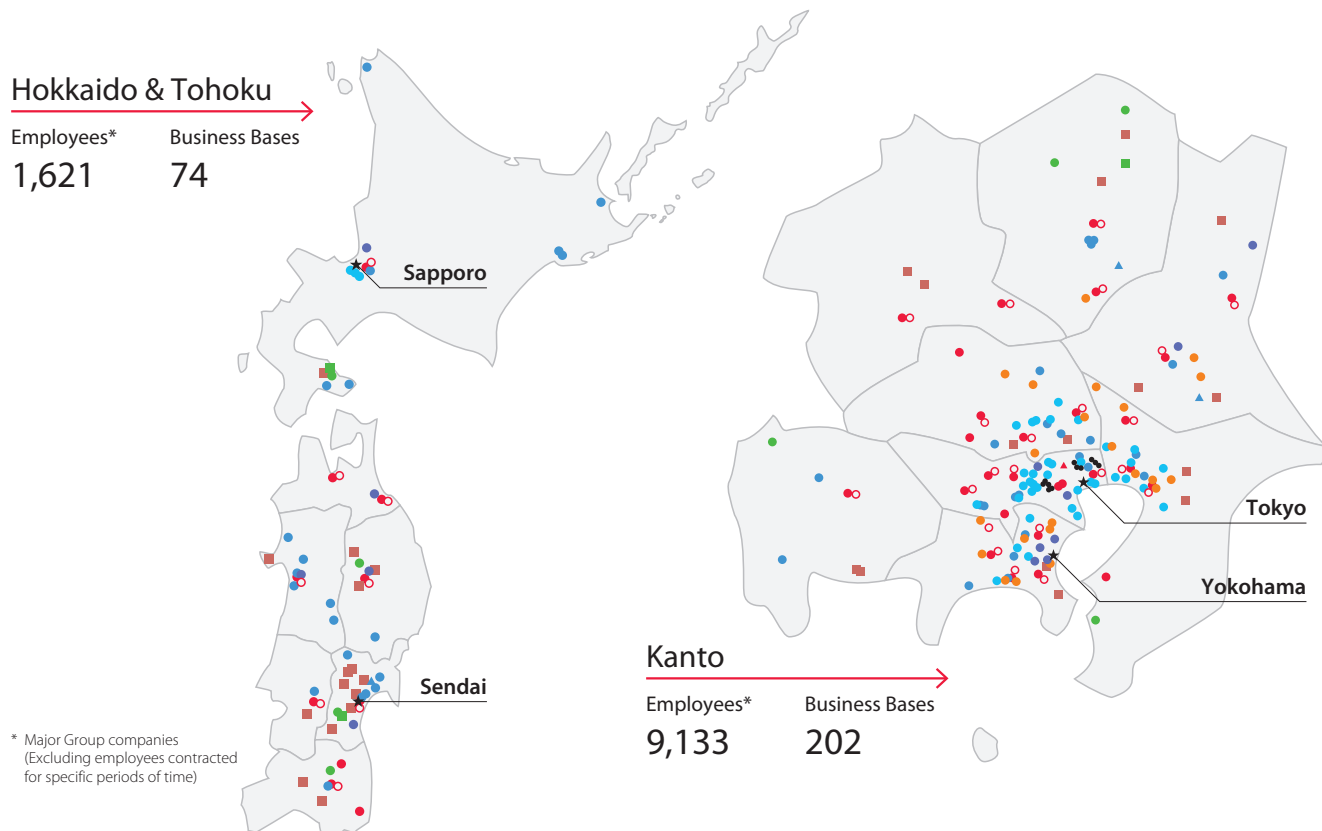 Hokkaido & Tohoku
Employees*
Business Bases
1,621
74
Sapporo
Sendai
* Major Group companies
(Excluding employees contracted
for specific periods of time)
Tokyo
Yokohama
Kanto
Employees*
Business Bases
9,133
202